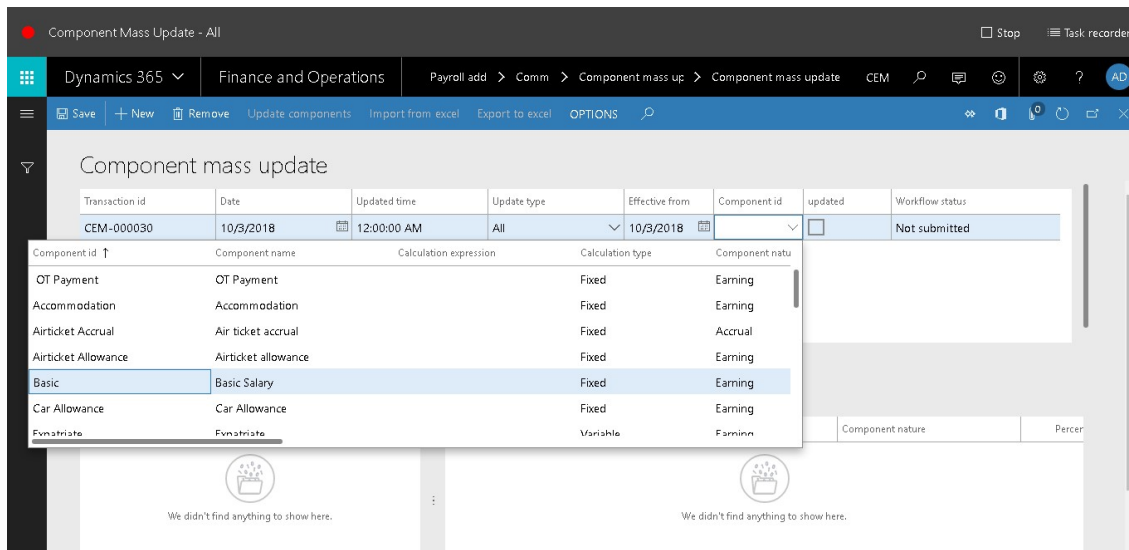 Component Mass Update - All
Stop
Task recorder
Dynamics 365
Finance and Operations
Payroll add > Comm > Component mass up > Component mass update
CEM
?
AD
Save
New
Remove
Update components
Import from excel
Export to excel
OPTIONS
0
Component mass update
Transaction id Date Updated time Update type Effective from Component id updated Workflow status
CEM-000030 10/3/2018 12:00:00 AM All 10/3/2018 Not submitted
Component id ↑ Component name Calculation expression Calculation type Component natu
OT Payment OT Payment Fixed Earning
Accommodation Accommodation Fixed Earning
Airticket Accrual Air ticket accrual Fixed Accrual
Airticket Allowance Airticket allowance Fixed Earning
Basic Basic Salary Fixed Earning
Car Allowance Car Allowance Fixed Earning
Expatriate Expatriate Variable Earning
Component nature Percer
We didn't find anything to show here.
We didn't find anything to show here.